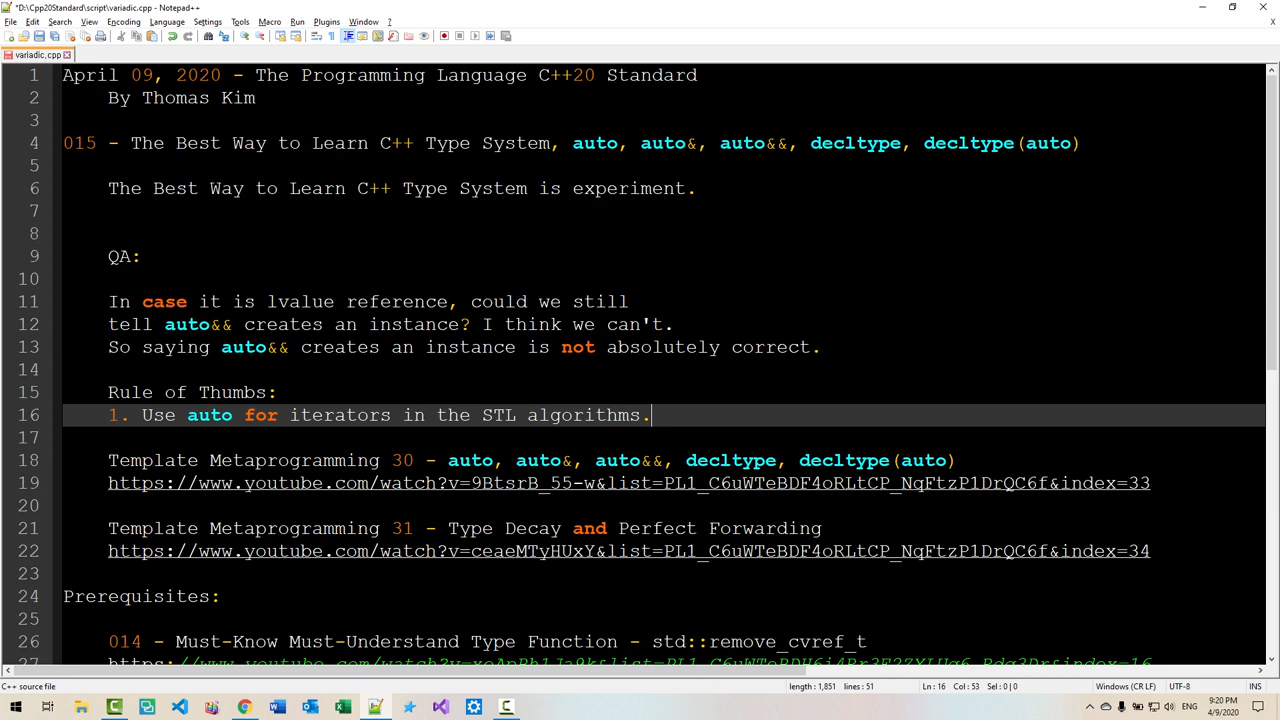 *D:\Cpp20Standard\script\variadic.cpp - Notepad++
File Edit Search View Encoding Language Settings Tools Macro Run Plugins Window ?
variadic.cpp
1 April 09, 2020 - The Programming Language C++20 Standard
2 By Thomas Kim
3
4 015 - The Best Way to Learn C++ Type System, auto, auto&, auto&&, decltype, decltype(auto)
5
6 The Best Way to Learn C++ Type System is experiment.
7
8
9 QA:
10
11 In case it is lvalue reference, could we still
12 tell auto&& creates an instance? I think we can't.
13 So saying auto&& creates an instance is not absolutely correct.
14
15 Rule of Thumbs:
16 1. Use auto for iterators in the STL algorithms.
17
18 Template Metaprogramming 30 - auto, auto&, auto&&, decltype, decltype(auto)
19 https://www.youtube.com/watch?v=9BtsrB_55-w&list=PL1_C6uWTeBDF4oRLtCP_NqFtzP1DrQC6f&index=33
20
21 Template Metaprogramming 31 - Type Decay and Perfect Forwarding
22 https://www.youtube.com/watch?v=ceaeMTyHUxY&list=PL1_C6uWTeBDF4oRLtCP_NqFtzP1DrQC6f&index=34
23
24 Prerequisites:
25
26 014 - Must-Know Must-Understand Type Function - std::remove_cvref_t
27
C++ source file length : 1,851 lines : 51 Ln : 16 Col : 53 Sel : 0 | 0 Windows (CR LF) UTF-8 INS
ENG 9:20 PM
4/9/2020